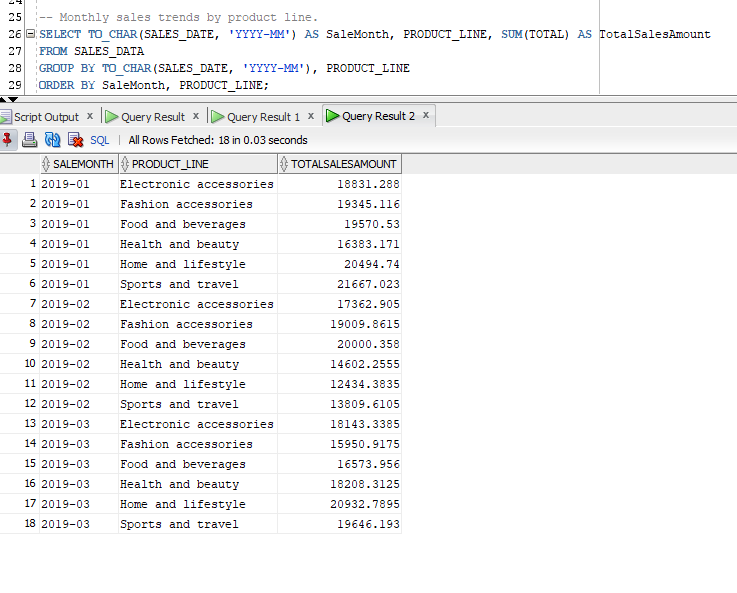 24
25 -- Monthly sales trends by product line.
26 SELECT TO_CHAR(SALES_DATE, 'YYYY-MM') AS SaleMonth, PRODUCT_LINE, SUM(TOTAL) AS TotalSalesAmount
27 FROM SALES_DATA
28 GROUP BY TO_CHAR(SALES_DATE, 'YYYY-MM'), PRODUCT_LINE
29 ORDER BY SaleMonth, PRODUCT_LINE;
Script Output x Query Result x Query Result 1 x Query Result 2 x
SQL | All Rows Fetched: 18 in 0.03 seconds
SALEMONTH PRODUCT_LINE TOTALSALESAMOUNT
1 2019-01 Electronic accessories 18831.288
2 2019-01 Fashion accessories 19345.116
3 2019-01 Food and beverages 19570.53
4 2019-01 Health and beauty 16383.171
5 2019-01 Home and lifestyle 20494.74
6 2019-01 Sports and travel 21667.023
7 2019-02 Electronic accessories 17362.905
8 2019-02 Fashion accessories 19009.8615
9 2019-02 Food and beverages 20000.358
10 2019-02 Health and beauty 14602.2555
11 2019-02 Home and lifestyle 12434.3835
12 2019-02 Sports and travel 13809.6105
13 2019-03 Electronic accessories 18143.3385
14 2019-03 Fashion accessories 15950.9175
15 2019-03 Food and beverages 16573.956
16 2019-03 Health and beauty 18208.3125
17 2019-03 Home and lifestyle 20932.7895
18 2019-03 Sports and travel 19646.193